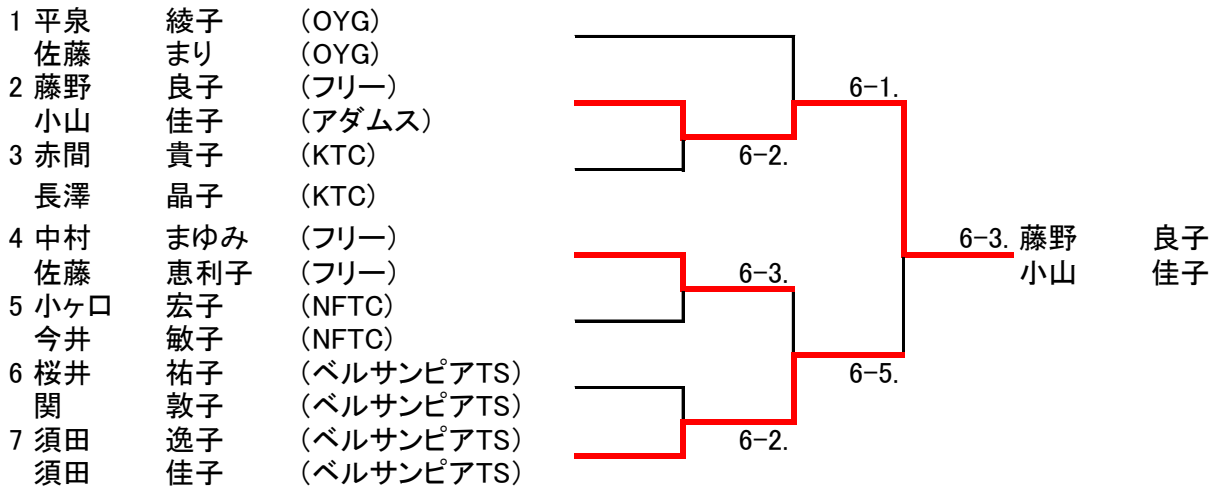 1 平泉 綾子 (OYG)
佐藤 まり (OYG)
2 藤野 良子 (フリー)
小山 佳子 (アダムス)
3 赤間 貴子 (KTC)
長澤 晶子 (KTC)
4 中村 まゆみ (フリー)
佐藤 恵利子 (フリー)
5 小ヶ口 宏子 (NFTC)
今井 敏子 (NFTC)
6 桜井 祐子 (ベルサンピアTS)
関 敦子 (ベルサンピアTS)
7 須田 逸子 (ベルサンピアTS)
須田 佳子 (ベルサンピアTS)
6-1.
6-2.
6-3.
6-5.
6-2.
6-3. 藤野 良子
小山 佳子